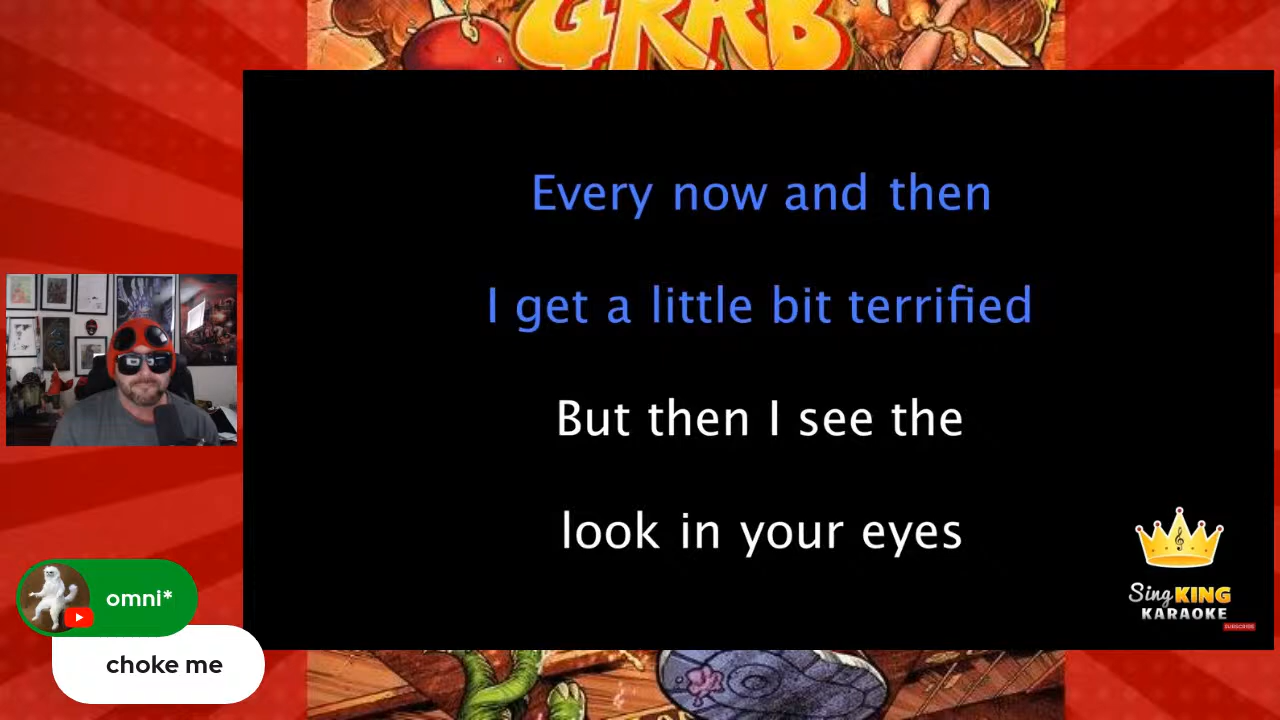 GRAB
Every now and then
I get a little bit terrified
But then I see the
look in your eyes
Sing KING
KARAOKE
SUBSCRIBE
omni*
choke me